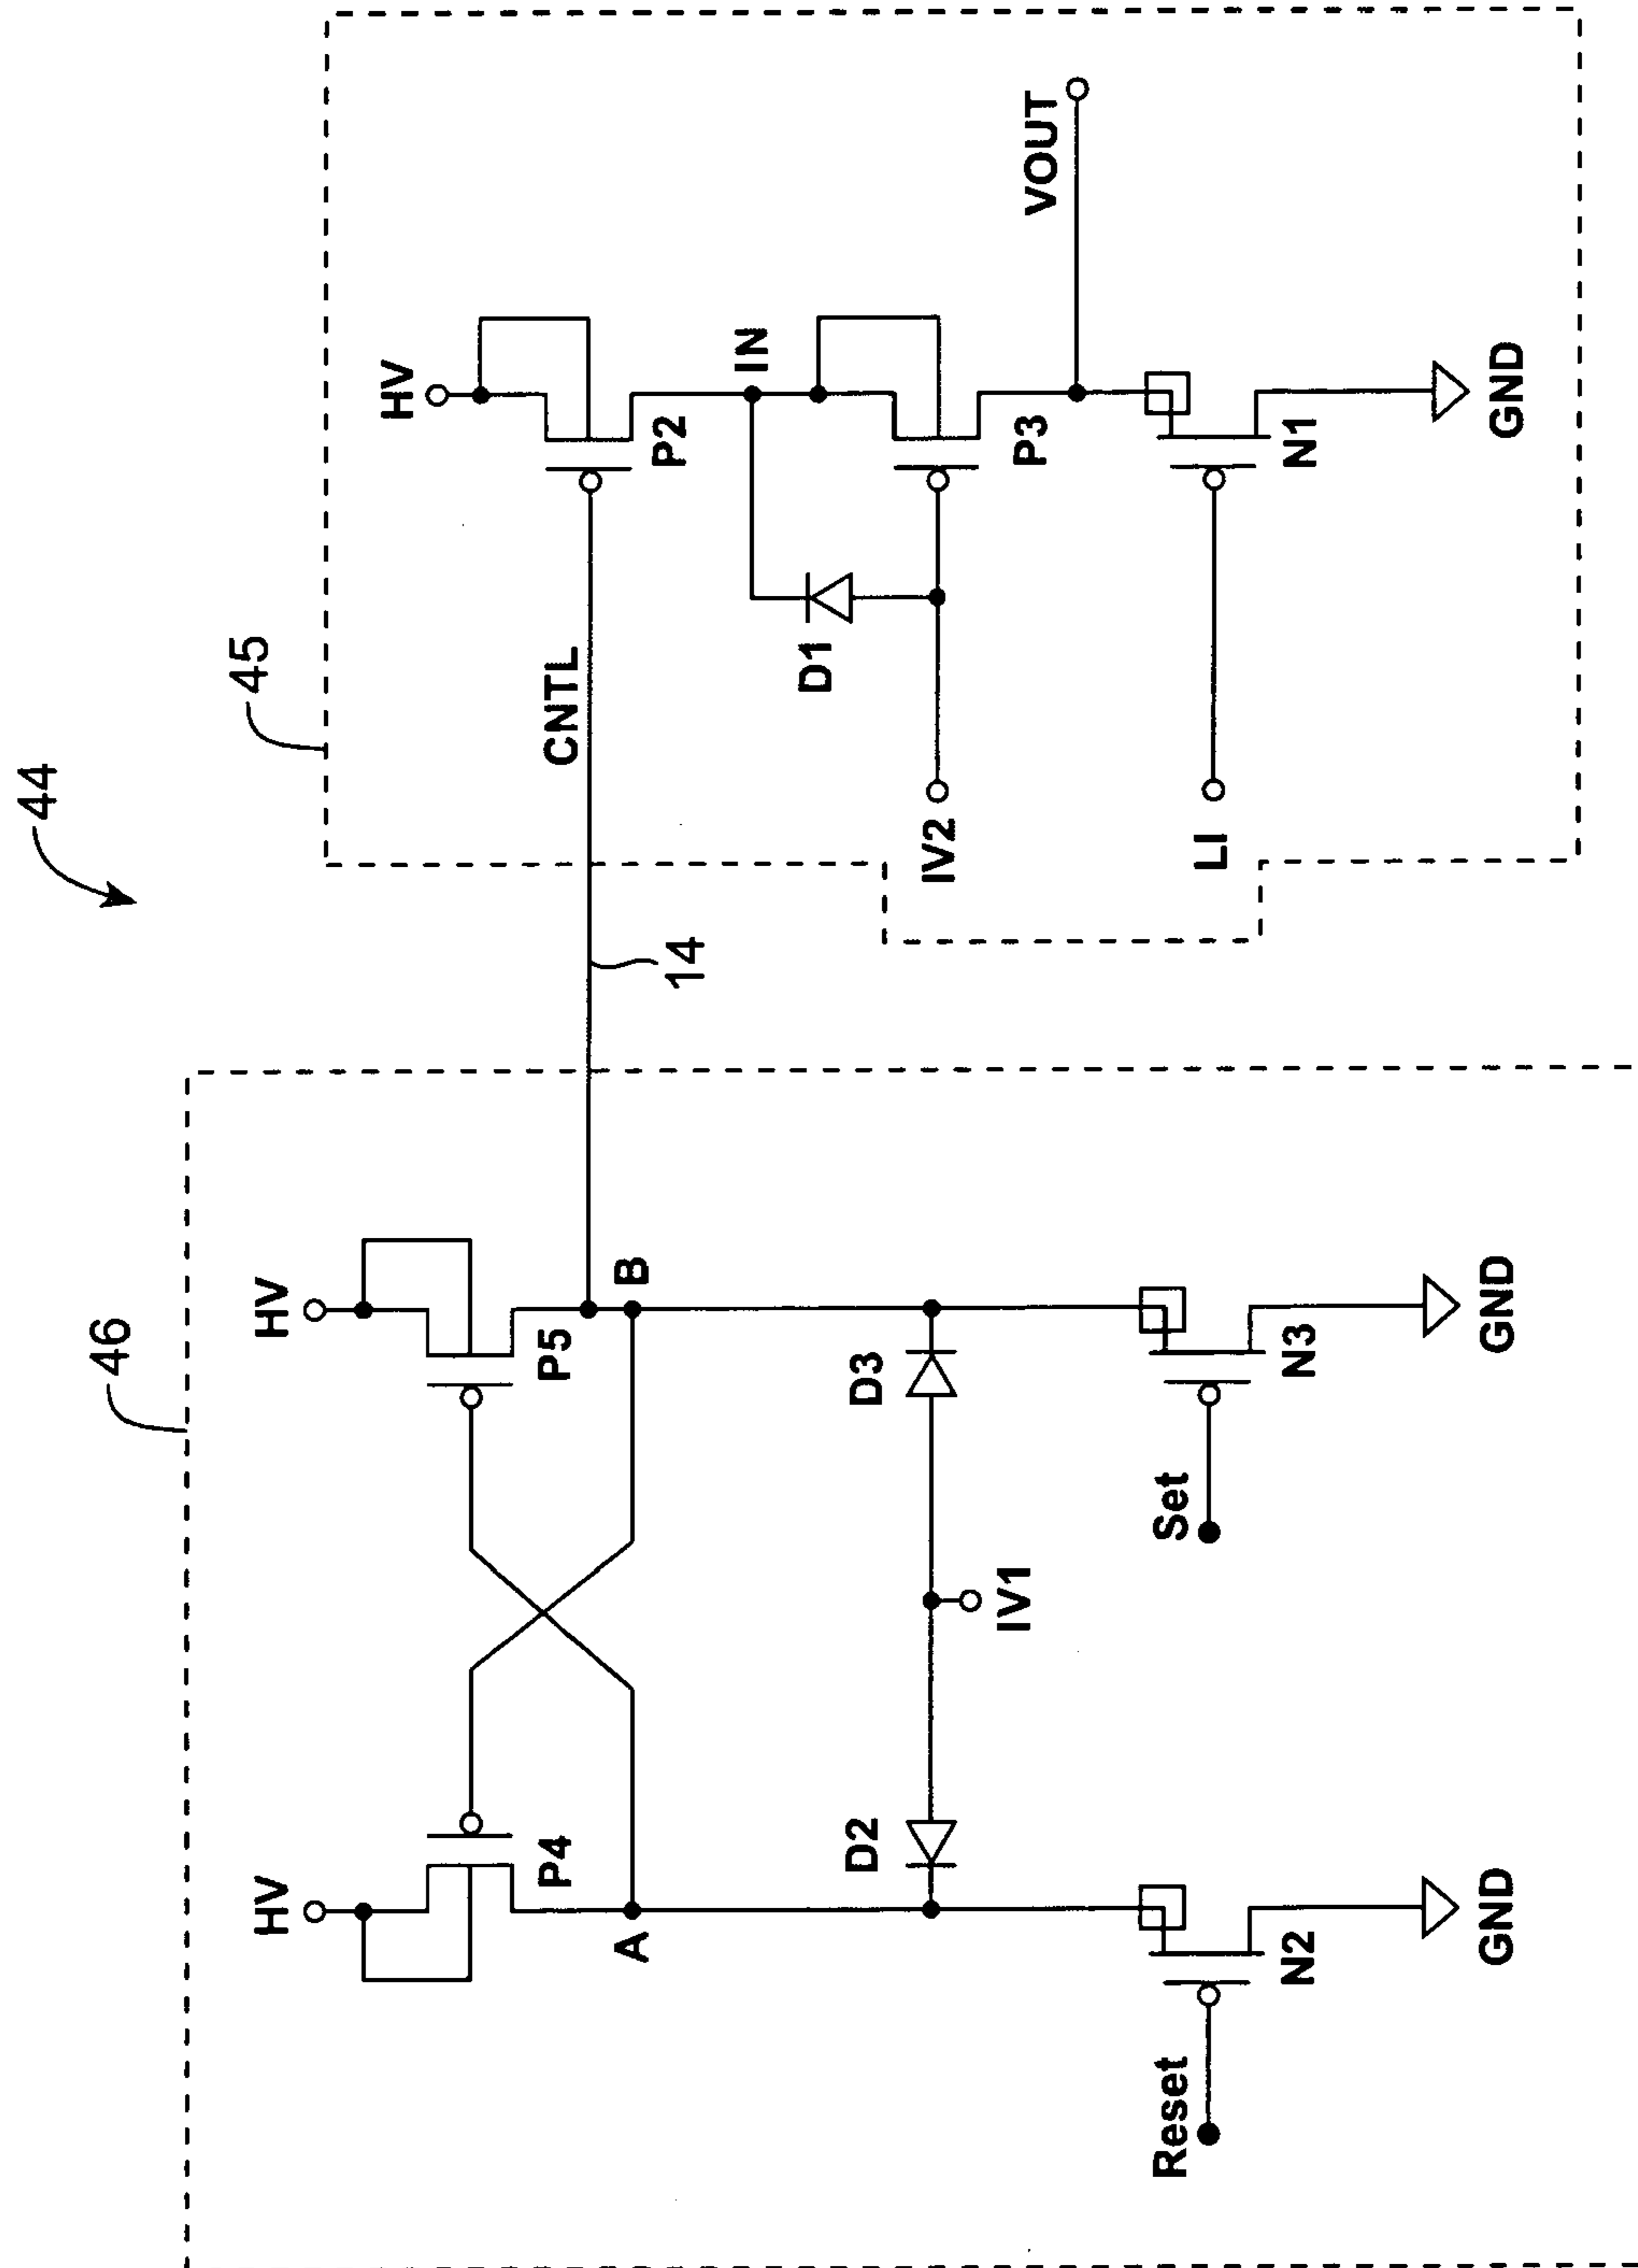 44
46
45
HV
HV
HV
P4
P5
P2
A
B
14
CNTL
IN
D2
D3
D1
IV1
IV2
P3
VOUT
Reset
N2
Set
N3
LI
N1
GND
GND
GND